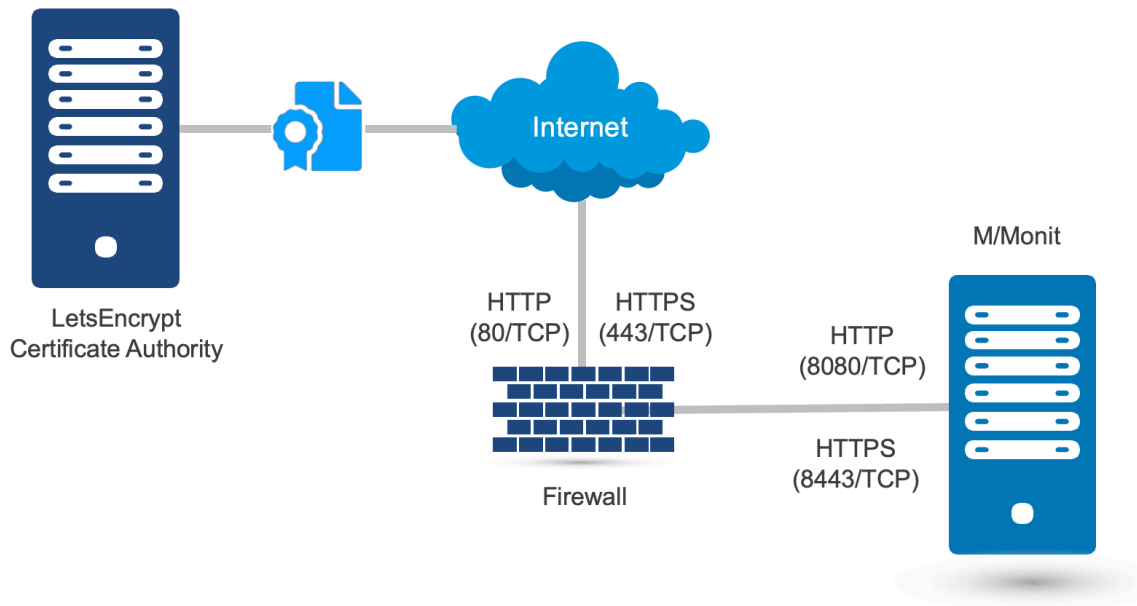 Internet
M/Monit
LetsEncrypt
Certificate Authority
HTTP
(80/TCP)
HTTPS
(443/TCP)
HTTP
(8080/TCP)
HTTPS
(8443/TCP)
Firewall